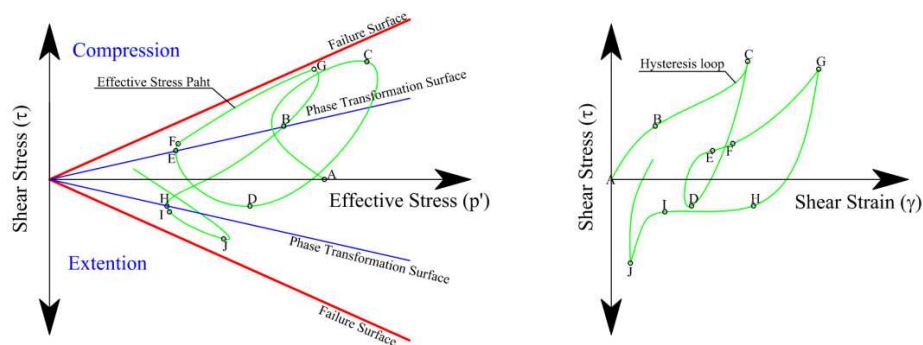 Compression
Failure Surface
Effective Stress Paht
G
C
Phase Transformation Surface
B
F
E
Shear Stress (τ)
A
Effective Stress (p')
H
D
I
J
Phase Transformation Surface
Extention
Failure Surface
Hysteresis loop
C
G
B
E
F
Shear Stress (τ)
A
Shear Strain (γ)
I
D
H
J